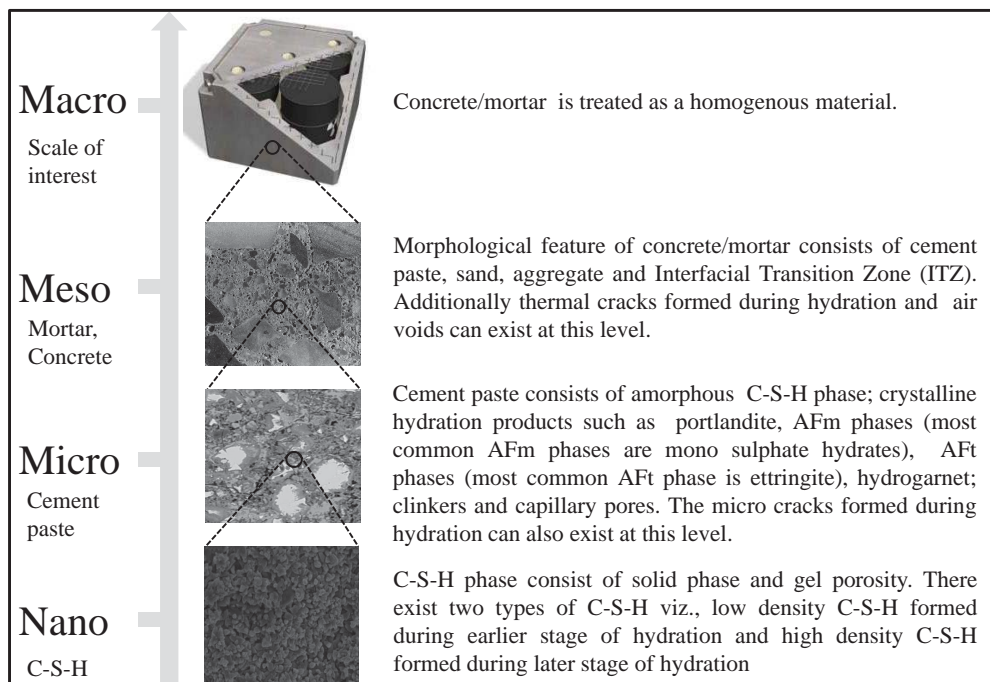 Macro
Scale of
interest
Concrete/mortar is treated as a homogenous material.
Meso
Mortar,
Concrete
Morphological feature of concrete/mortar consists of cement
paste, sand, aggregate and Interfacial Transition Zone (ITZ).
Additionally thermal cracks formed during hydration and air
voids can exist at this level.
Micro
Cement
paste
Cement paste consists of amorphous C-S-H phase; crystalline
hydration products such as portlandite, AFm phases (most
common AFm phases are mono sulphate hydrates), AFt
phases (most common AFt phase is ettringite), hydrogarnet;
clinkers and capillary pores. The micro cracks formed during
hydration can also exist at this level.
Nano
C-S-H
C-S-H phase consist of solid phase and gel porosity. There
exist two types of C-S-H viz., low density C-S-H formed
during earlier stage of hydration and high density C-S-H
formed during later stage of hydration